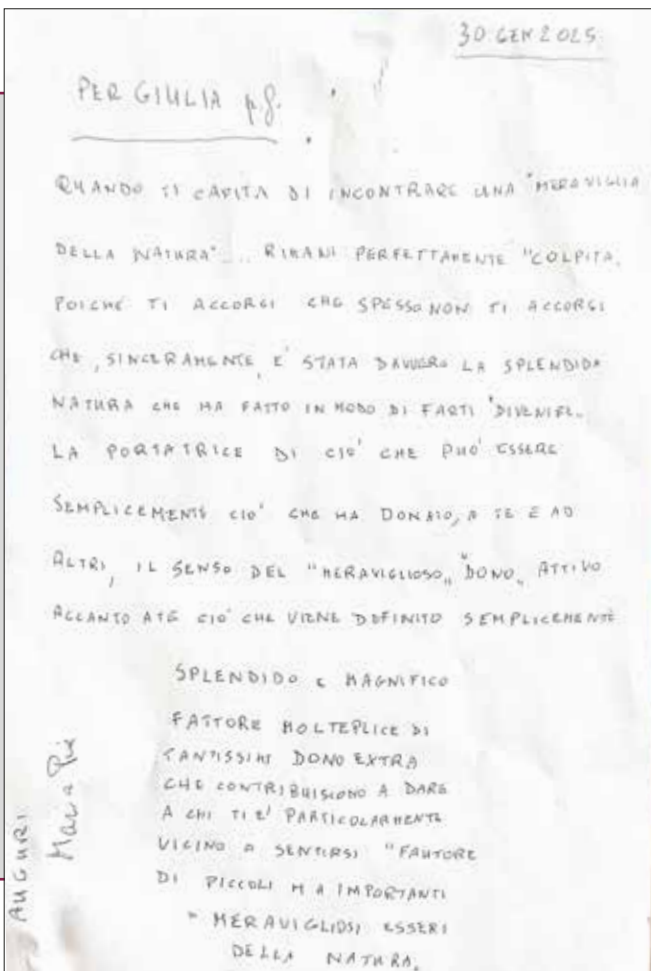 30 GEN 2025
PER GIULIA p.g.
QUANDO TI CAPITA DI INCONTRARE UNA "MERAVIGLIA
DELLA NATURA"... RIMANI PERFETTAMENTE "COLPITA"
POICHE TI ACCORGI CHE SPESSO NON TI ACCORGI
CHE, SINCERAMENTE, E' STATA DAVVERO LA SPLENDIDA
NATURA CHE HA FATTO IN MODO DI FARTI "DIVENIRE"
LA PORTATRICE DI CIO' CHE PUO' ESSERE
SEMPLICEMENTE CIO' CHE HA DONATO, A TE E AD
ALTRI, IL SENSO DEL "MERAVIGLIOSO" "DONO" ATTIVO
ACCANTO A TE CIO' CHE VIENE DEFINITO SEMPLICEMENTE
SPLENDIDO E MAGNIFICO
FATTORE MOLTEPLICE DI
TANTISSIMI DONO EXTRA
CHE CONTRIBUISCONO A DARE
A CHI TI E' PARTICOLARMENTE
VICINO A SENTIRSI "FAUTORE
DI PICCOLI MA IMPORTANTI
"MERAVIGLIOSI ESSERI
DELLA NATURA"
AUGURI
Maria Pia